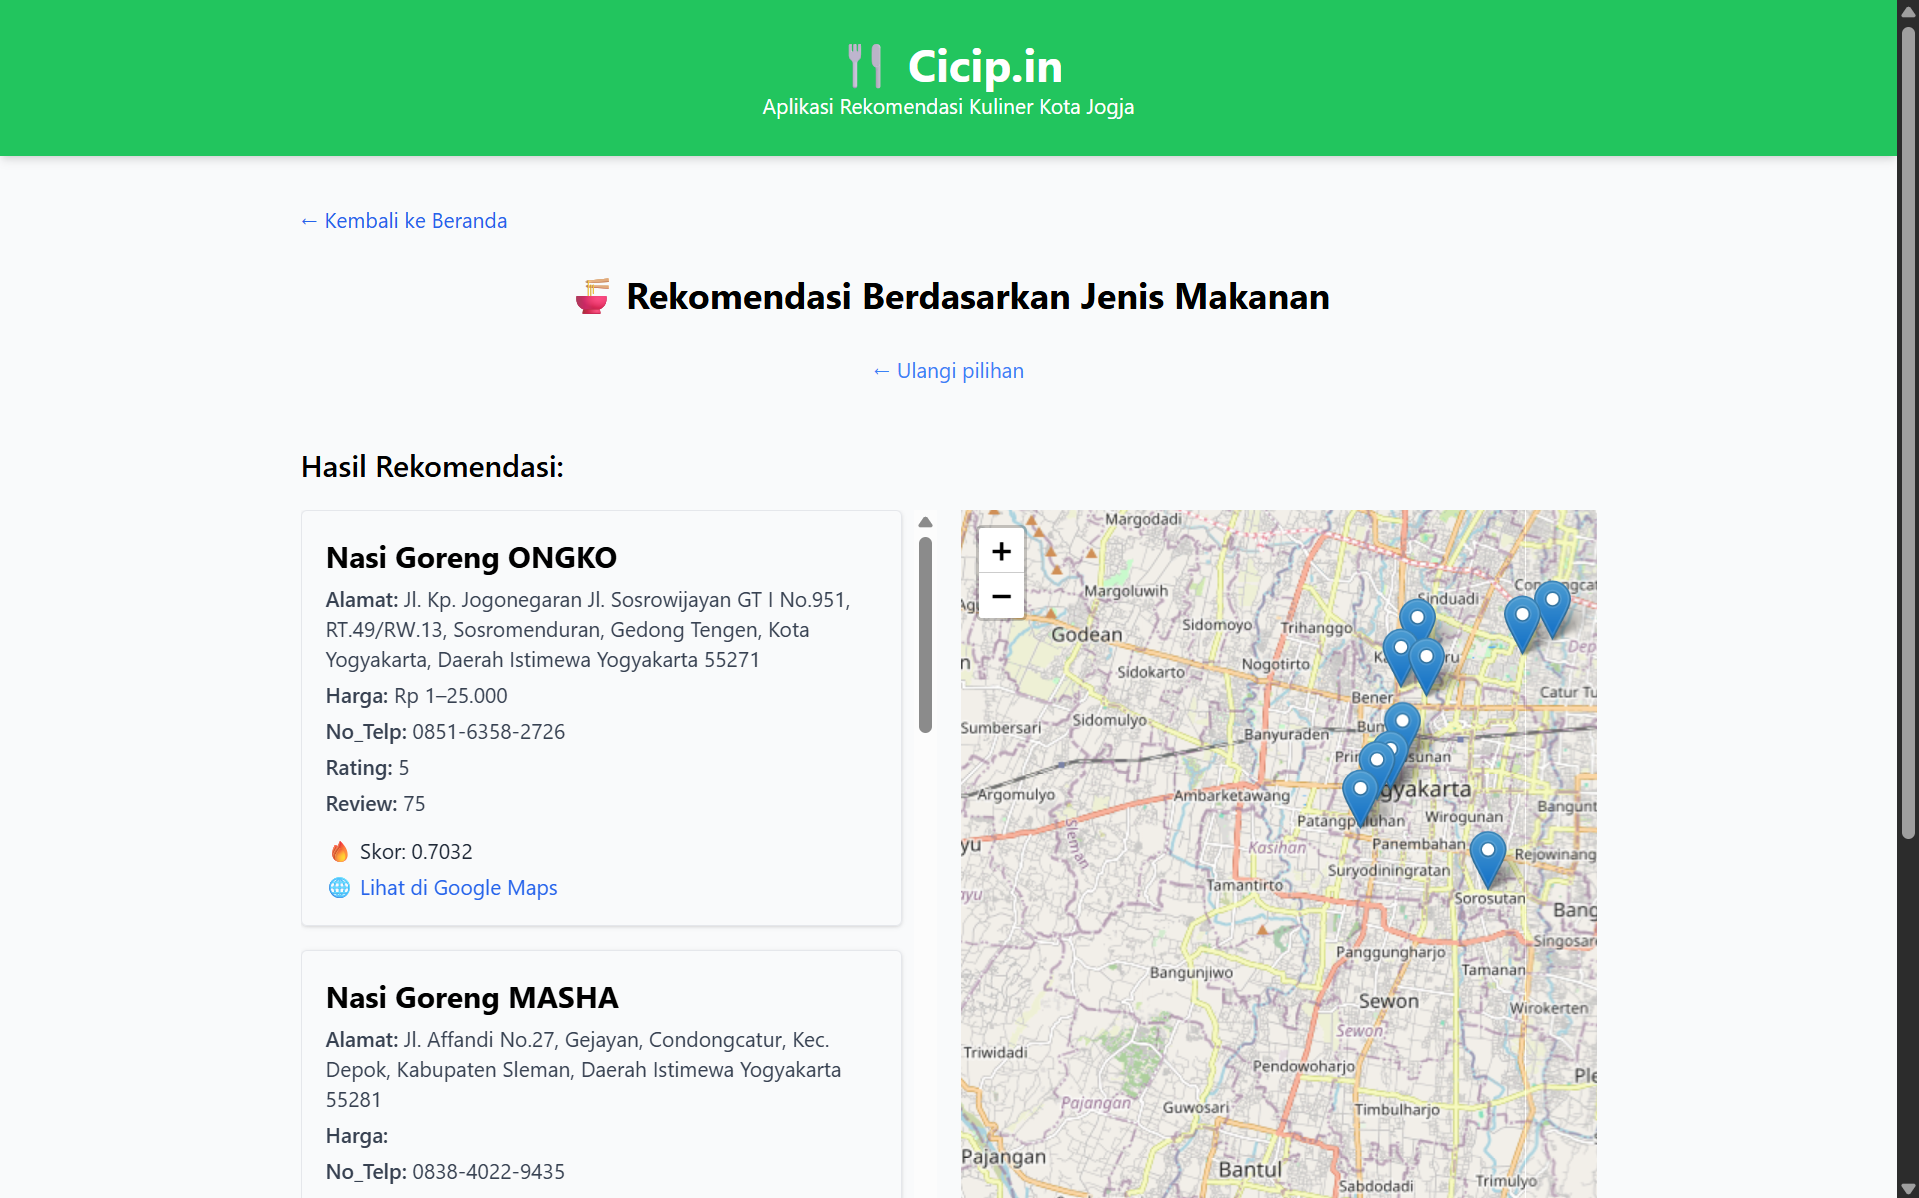 Cicip.in
Aplikasi Rekomendasi Kuliner Kota Jogja
← Kembali ke Beranda
Rekomendasi Berdasarkan Jenis Makanan
← Ulangi pilihan
Hasil Rekomendasi:
Nasi Goreng ONGKO
Alamat: Jl. Kp. Jogonegaran Jl. Sosrowijayan GT I No.951,
RT.49/RW.13, Sosromenduran, Gedong Tengen, Kota
Yogyakarta, Daerah Istimewa Yogyakarta 55271
Harga: Rp 1–25.000
No_Telp: 0851-6358-2726
Rating: 5
Review: 75
Skor: 0.7032
Lihat di Google Maps
Nasi Goreng MASHA
Alamat: Jl. Affandi No.27, Gejayan, Condongcatur, Kec.
Depok, Kabupaten Sleman, Daerah Istimewa Yogyakarta
55281
Harga:
No_Telp: 0838-4022-9435
+
−
Margodadi
Margoluwih
Godean
Sidomoyo
Sinduadi
Trihanggo
Nogotirto
Sidokarto
Bener
Catur Tu
Sumbersari
Sidomulyo
Banyuraden
Argomulyo
Ambarketawang
gyakarta
Bangunt
Wirogunan
Sleman
Kasihan
Panembahan
Rejowinang
Suryodiningratan
Tamantirto
Sorosutan
Bang
Singosar
Panggungharjo
Tamanan
Bangunjiwo
Sewon
Wirokerten
Sewon
Triwidadi
Pendowoharjo
Ple
Pajangan
Guwosari
Timbulharjo
Pajangan
Bantul
Sabdodadi
Trimulyo